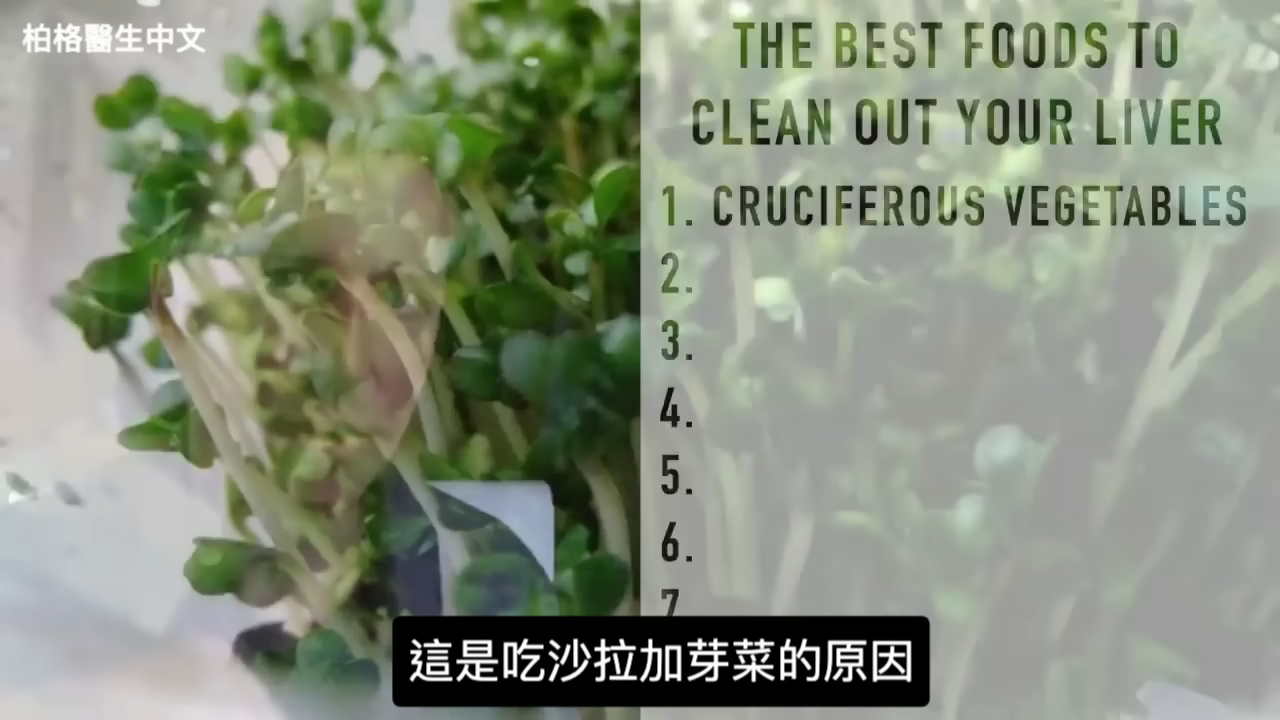 柏格醫生中文
THE BEST FOODS TO
CLEAN OUT YOUR LIVER
1. CRUCIFEROUS VEGETABLES
2.
3.
4.
5.
6.
7
這是吃沙拉加芽菜的原因